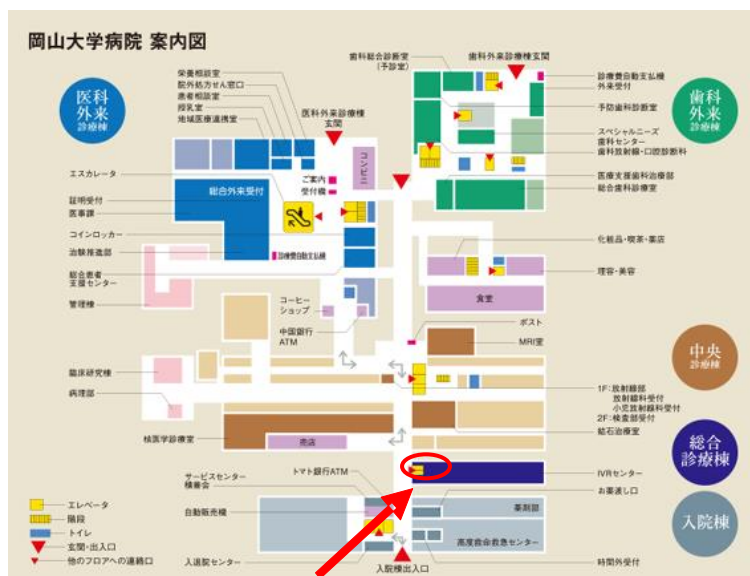 岡山大学病院 案内図
医科
外来
診療棟
栄養相談室
院外処方せん窓口
患者相談室
授乳室
地域医療連携室
医科外来診療棟
玄関
歯科総合診断室
(予診室)
歯科外来診療棟玄関
診療費自動支払機
外来受付
予防歯科診断室
スペシャルニーズ
歯科センター
歯科放射線・口腔診断科
医療支援歯科治療部
総合歯科診療室
歯科
外来
診療棟
エスカレータ
証明受付
医事課
コインロッカー
治験推進部
総合患者
支援センター
管理棟
総合外来受付
ご案内
受付機
コンビニ
診療費自動支払機
コーヒー
ショップ
中国銀行
ATM
化粧品・喫茶・薬店
理容・美容
食堂
ポスト
MRI室
中央
診療棟
臨床研究棟
病理部
1F:放射線部
放射線科受付
小児放射線科受付
2F:検査部受付
結石治療室
核医学診療室
売店
総合
診療棟
IVRセンター
サービスセンター
積善会
トマト銀行ATM
お薬渡し口
自動販売機
薬剤部
高度救命救急センター
入院棟
入退院センター
入院棟出入口
時間外受付
エレベータ
階段
トイレ
玄関・出入口
他のフロアへの連絡口